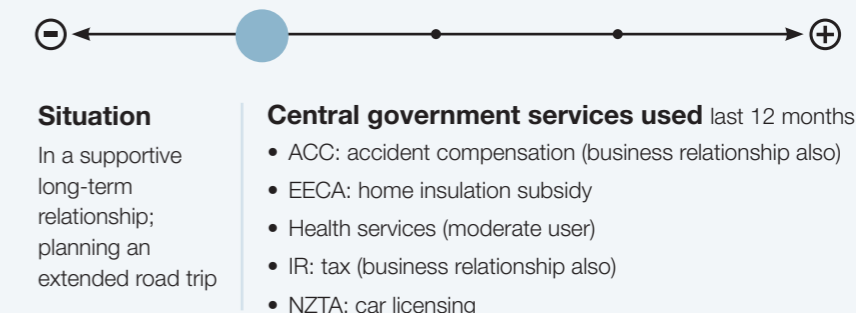 Situation
In a supportive
long-term
relationship;
planning an
extended road trip
Central government services used last 12 months
• ACC: accident compensation (business relationship also)
• EECA: home insulation subsidy
• Health services (moderate user)
• IR: tax (business relationship also)
• NZTA: car licensing